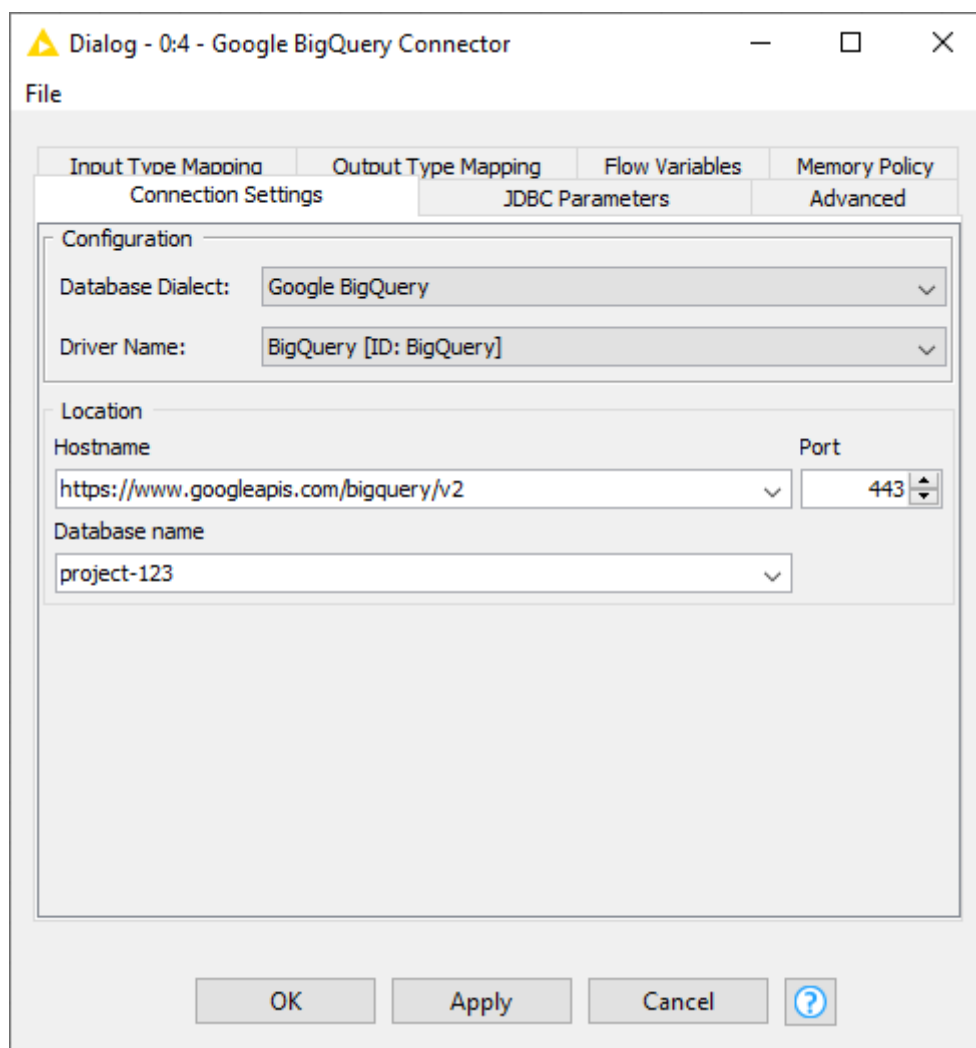 Dialog - 0:4 - Google BigQuery Connector
File
Input Type Mapping Output Type Mapping Flow Variables Memory Policy
Connection Settings JDBC Parameters Advanced
Configuration
Database Dialect: Google BigQuery
Driver Name: BigQuery [ID: BigQuery]
Location
Hostname Port
https://www.googleapis.com/bigquery/v2 443
Database name
project-123
OK Apply Cancel ?